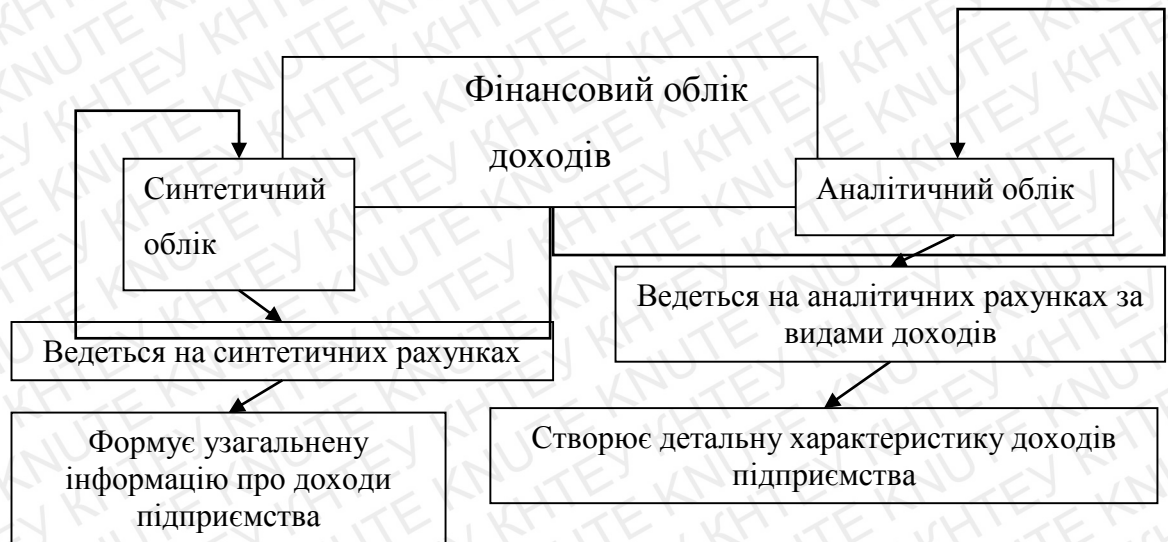 Фінансовий облік
доходів
Синтетичний
облік
Аналітичний облік
Ведеться на синтетичних рахунках
Ведеться на аналітичних рахунках за
видами доходів
Формує узагальнену
інформацію про доходи
підприємства
Створює детальну характеристику доходів
підприємства